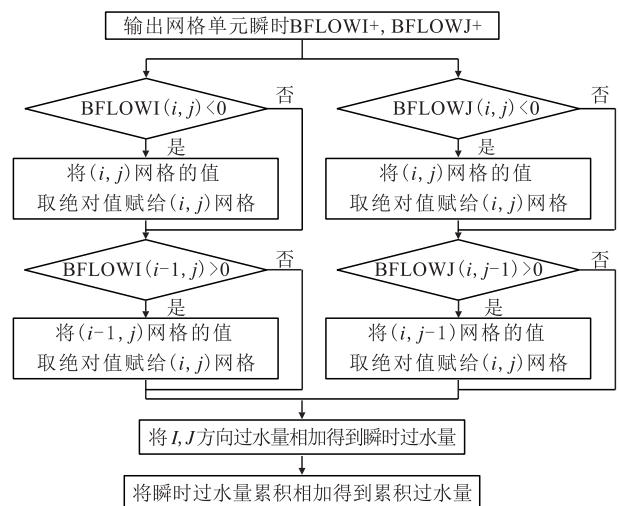 输出网格单元瞬时BFLOWI+, BFLOWJ+
BFLOWI(i, j)<0
否
是
将(i, j)网格的值
取绝对值赋给(i, j)网格
BFLOWI(i-1, j)>0
否
是
将(i-1, j)网格的值
取绝对值赋给(i, j)网格
BFLOWJ(i, j)<0
否
是
将(i, j)网格的值
取绝对值赋给(i, j)网格
BFLOWJ(i, j-1)>0
否
是
将(i, j-1)网格的值
取绝对值赋给(i, j)网格
将I, J方向过水量相加得到瞬时过水量
将瞬时过水量累积相加得到累积过水量